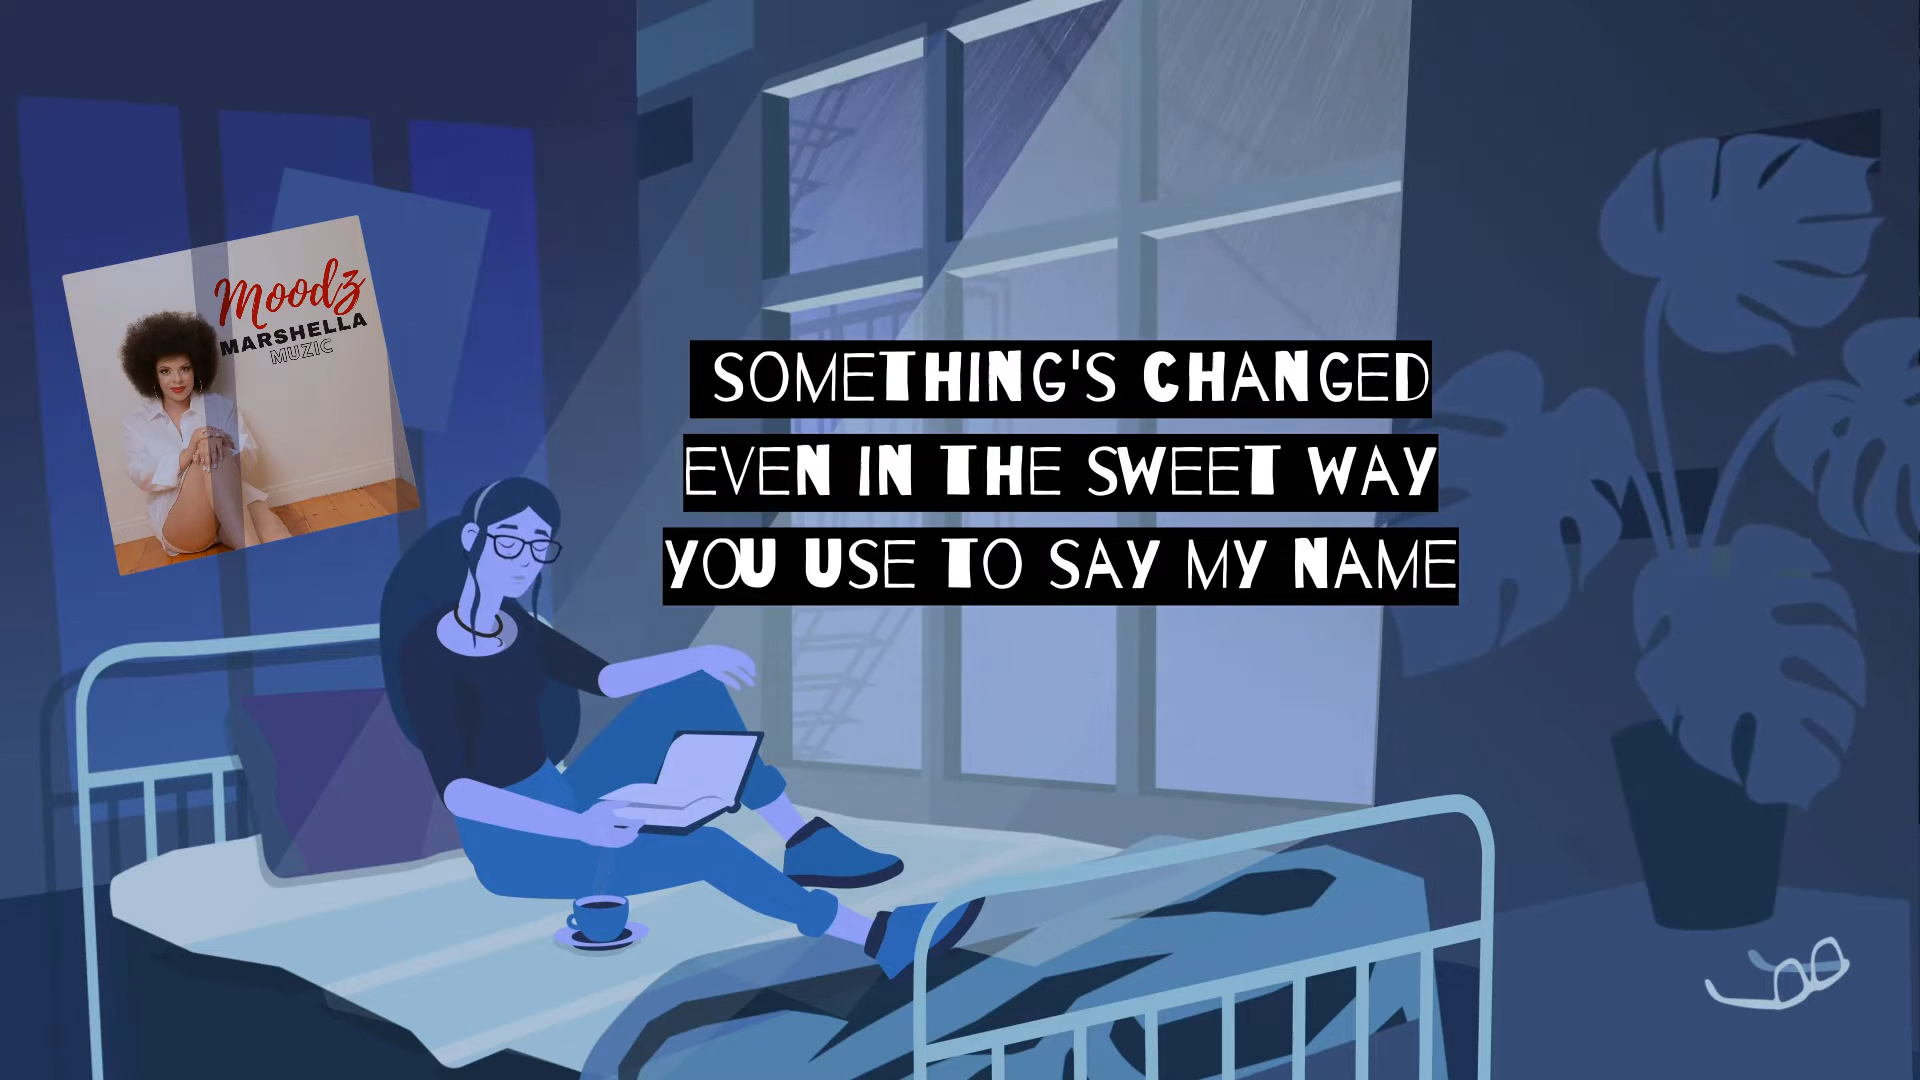 Moodz
MARSHELLA
MUZIC
SOMETHING'S CHANGED
EVEN IN THE SWEET WAY
YOU USE TO SAY MY NAME